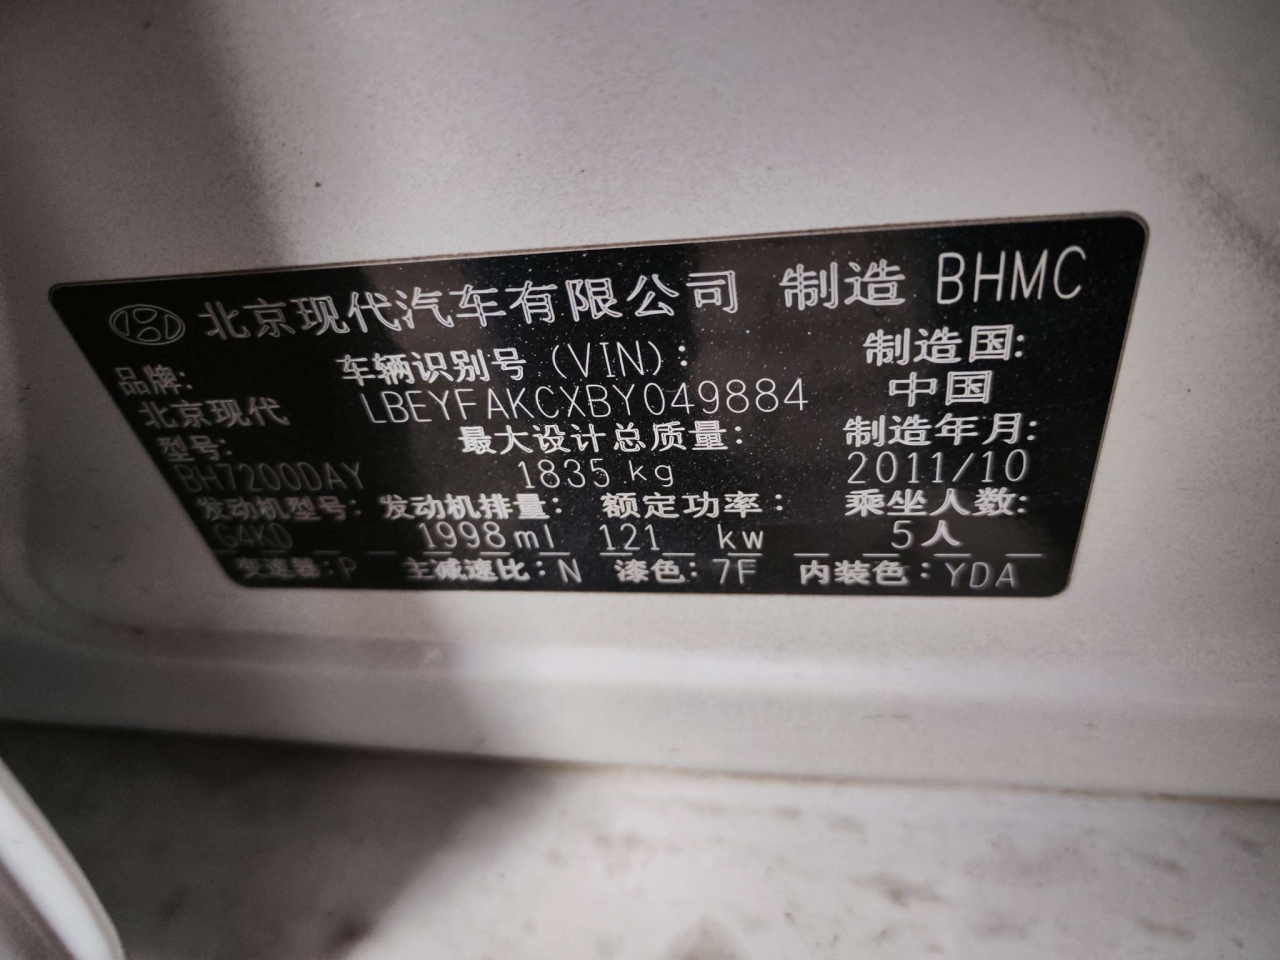 北京现代汽车有限公司 制造 BHMC
品牌: 车辆识别号 (VIN): 制造国:
北京现代 LBEYFAKCXBY049884 中国
型号: 最大设计总质量: 制造年月:
BH7200DAY 1835kg 2011/10
发动机型号: 发动机排量: 额定功率: 乘坐人数:
G4KD 1998ml 121 kw 5人
变速器:P 主减速比:N 漆色:7F 内装色:YDA